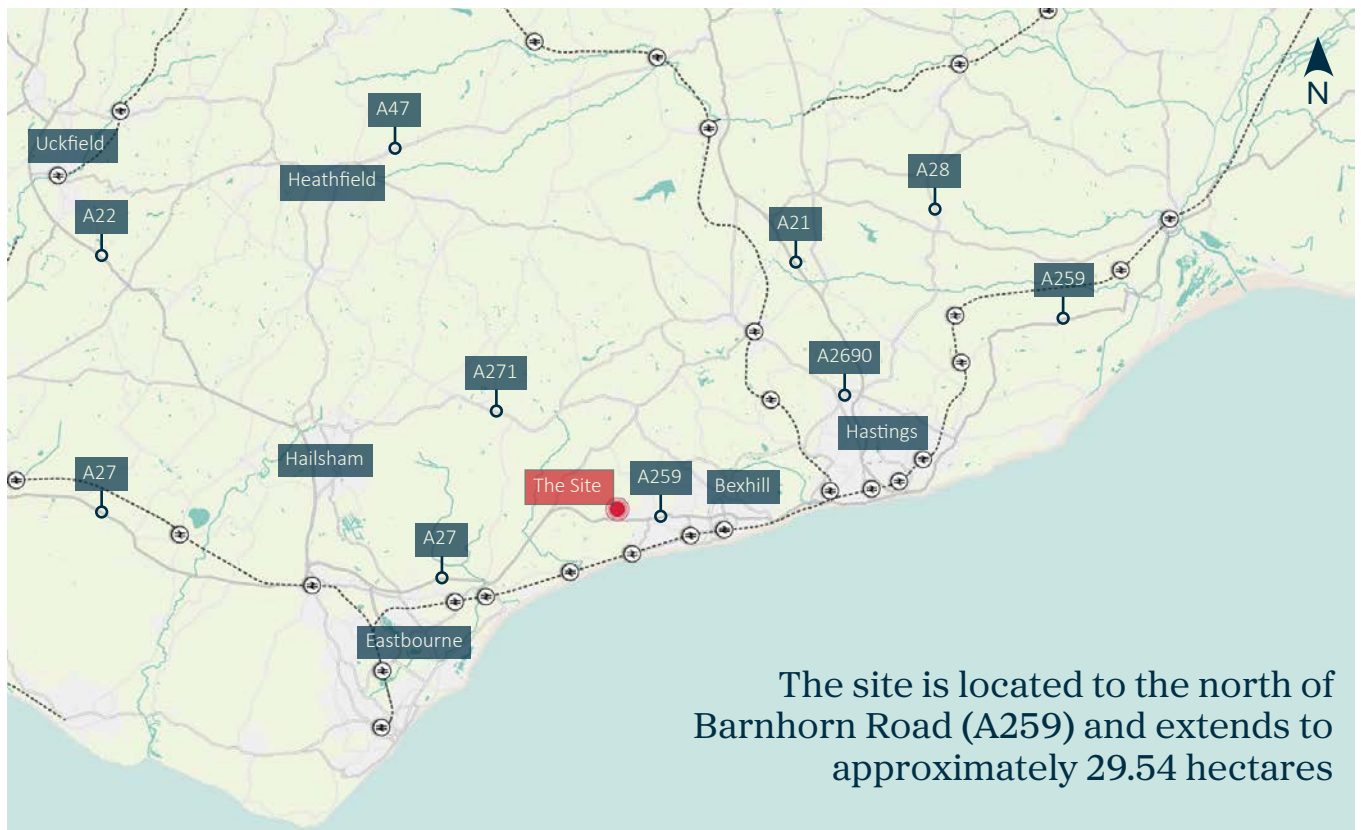 N
A47
Uckfield
Heathfield
A28
A22
A21
A259
A2690
A271
Hastings
Hailsham
A27
The Site
A259
Bexhill
A27
Eastbourne
The site is located to the north of
Barnhorn Road (A259) and extends to
approximately 29.54 hectares